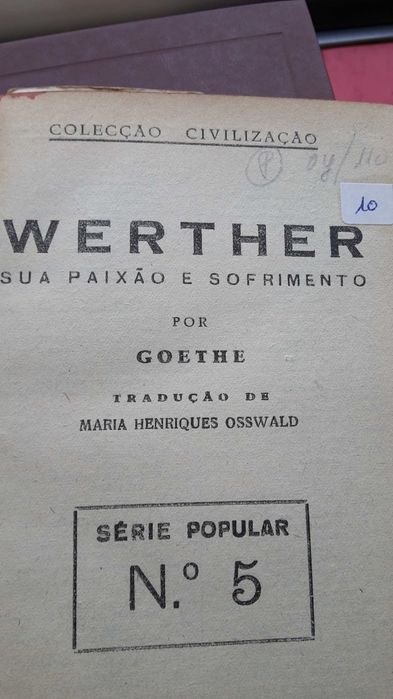 COLECÇÃO CIVILIZAÇÃO
10
WERTHER
SUA PAIXÃO E SOFRIMENTO
POR
GOETHE
TRADUÇÃO DE
MARIA HENRIQUES OSSWALD
SÉRIE POPULAR
N.º 5